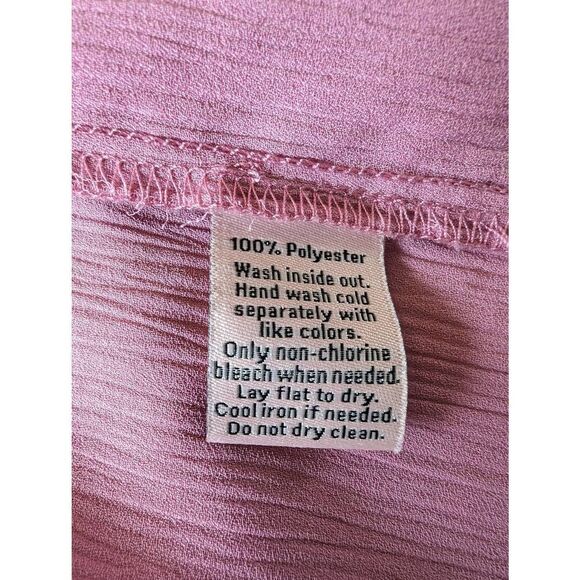 100% Polyester
Wash inside out.
Hand wash cold
separately with
like colors.
Only non-chlorine
bleach when needed.
Lay flat to dry.
Cool iron if needed.
Do not dry clean.